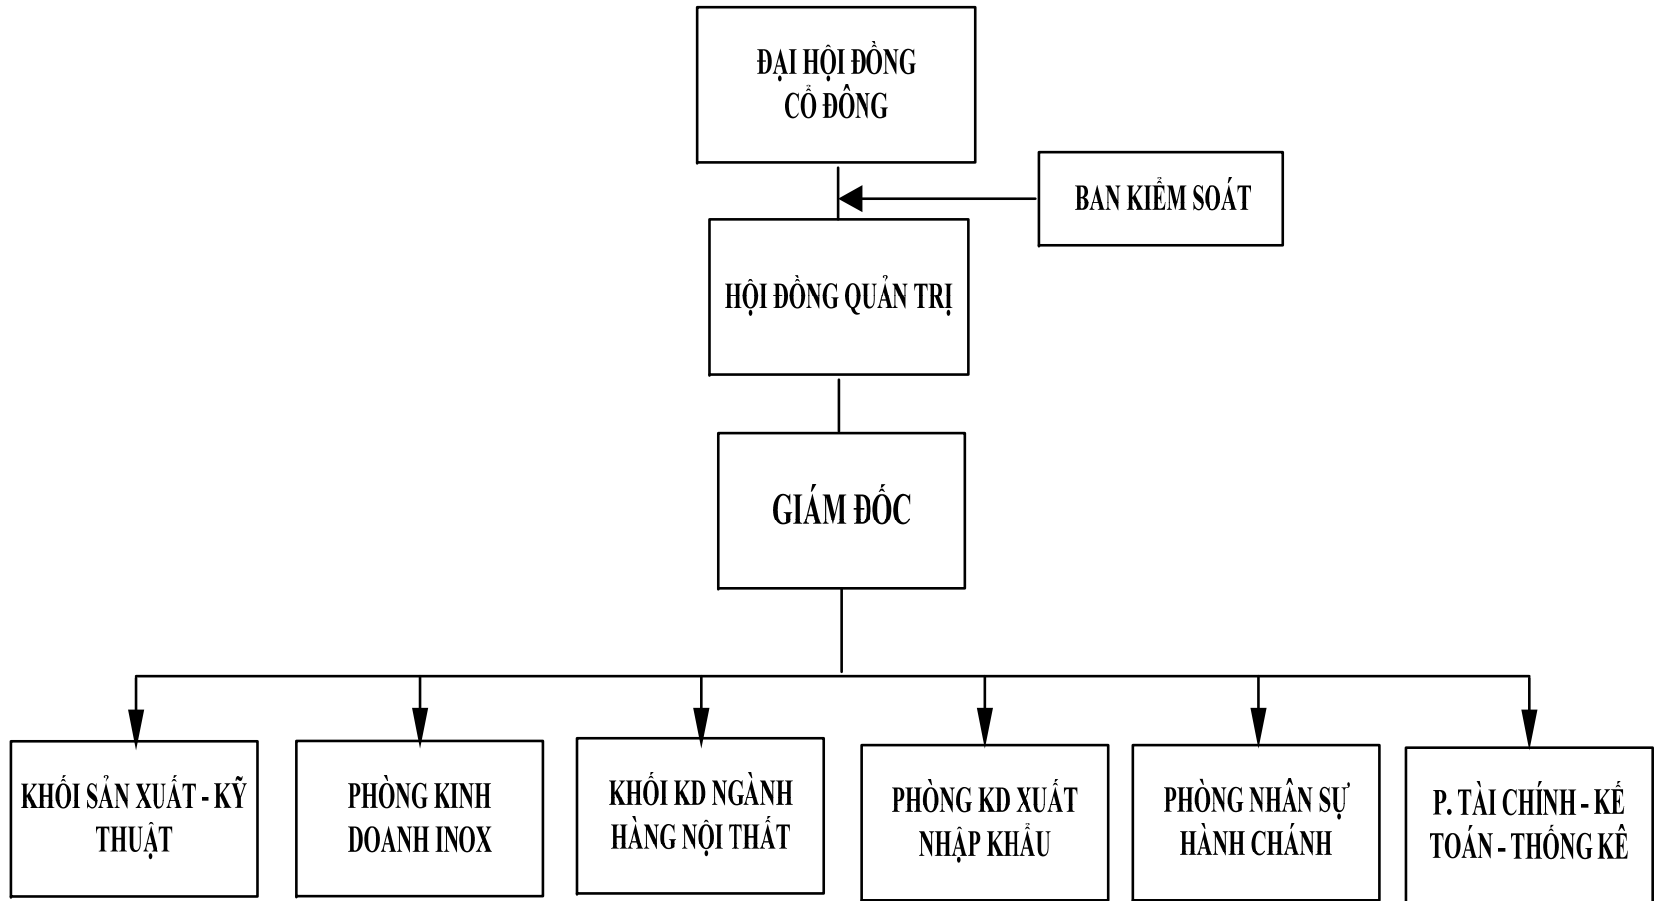 ĐẠI HỘI ĐỒNG
CỔ ĐÔNG
BAN KIỂM SOÁT
HỘI ĐỒNG QUẢN TRỊ
GIÁM ĐỐC
KHỐI SẢN XUẤT - KỸ
THUẬT
PHÒNG KINH
DOANH INOX
KHỐI KD NGÀNH
HÀNG NỘI THẤT
PHÒNG KD XUẤT
NHẬP KHẨU
PHÒNG NHÂN SỰ
HÀNH CHÁNH
P. TÀI CHÍNH - KẾ
TOÁN - THỐNG KÊ